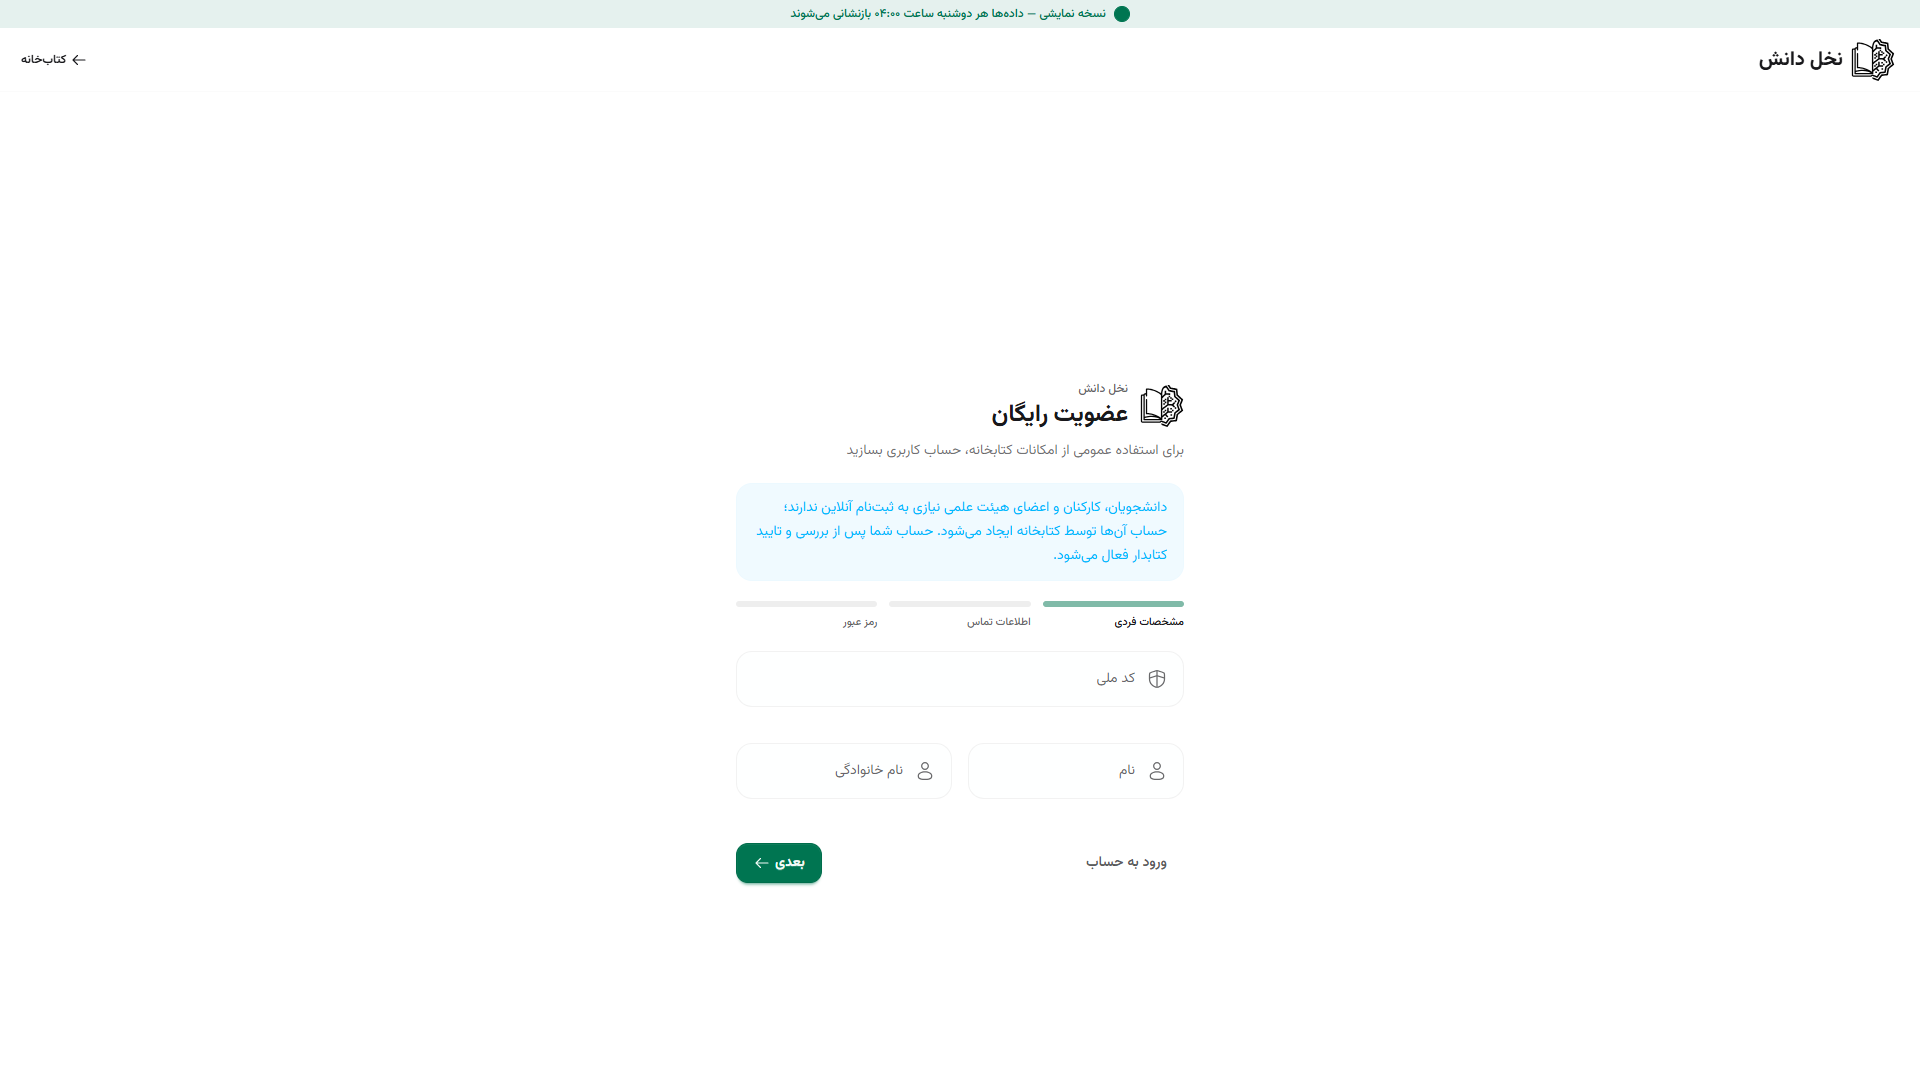 نسخه نمایشی — داده‌ها هر دوشنبه ساعت ۰۴:۰۰ بازنشانی می‌شوند
نخل دانش
کتاب‌خانه
نخل دانش
عضویت رایگان
برای استفاده عمومی از امکانات کتابخانه، حساب کاربری بسازید
دانشجویان، کارکنان و اعضای هیئت علمی نیازی به ثبت‌نام آنلاین ندارند؛
حساب آن‌ها توسط کتابخانه ایجاد می‌شود. حساب شما پس از بررسی و تایید
کتابدار فعال می‌شود.
مشخصات فردی
اطلاعات تماس
رمز عبور
کد ملی
نام
نام خانوادگی
ورود به حساب
بعدی